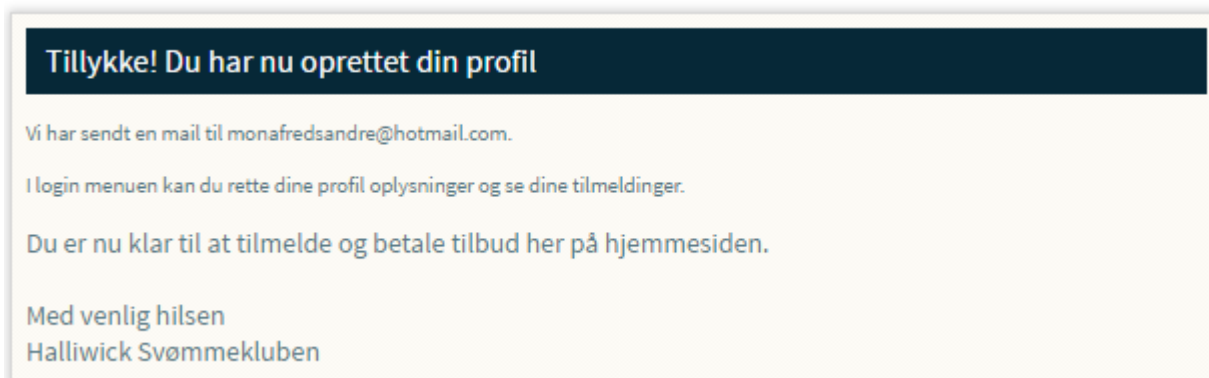 Tillykke! Du har nu oprettet din profil
Vi har sendt en mail til monafredsandre@hotmail.com.
I login menuen kan du rette dine profil oplysninger og se dine tilmeldinger.
Du er nu klar til at tilmelde og betale tilbud her på hjemmesiden.
Med venlig hilsen
Halliwick Svømmekluben